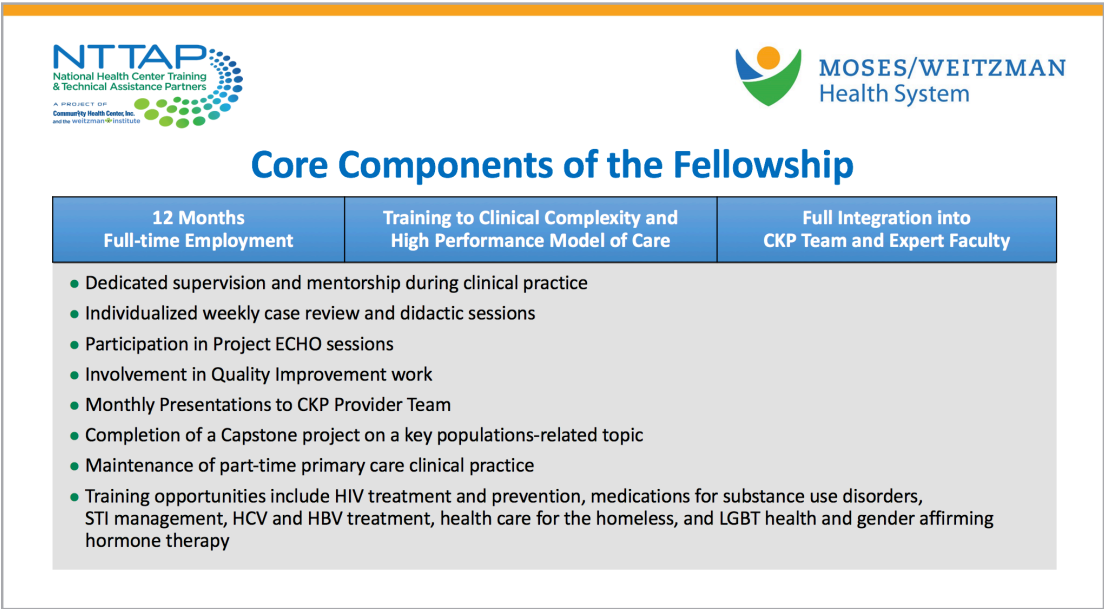 NTTAP
National Health Center Training
& Technical Assistance Partners
A PROJECT OF
Community Health Center, Inc.
and the weitzman institute
MOSES/WEITZMAN
Health System
Core Components of the Fellowship
12 Months
Full-time Employment
Training to Clinical Complexity and
High Performance Model of Care
Full Integration into
CKP Team and Expert Faculty
• Dedicated supervision and mentorship during clinical practice
• Individualized weekly case review and didactic sessions
• Participation in Project ECHO sessions
• Involvement in Quality Improvement work
• Monthly Presentations to CKP Provider Team
• Completion of a Capstone project on a key populations-related topic
• Maintenance of part-time primary care clinical practice
• Training opportunities include HIV treatment and prevention, medications for substance use disorders,
STI management, HCV and HBV treatment, health care for the homeless, and LGBT health and gender affirming
hormone therapy